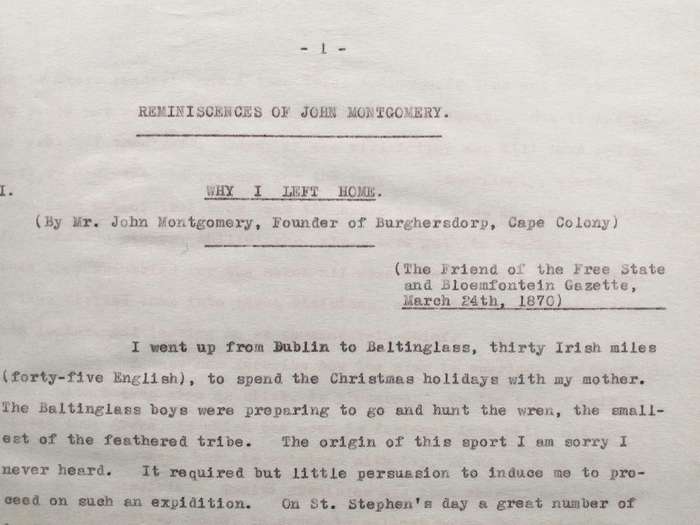 - 1 -
REMINISCENCES OF JOHN MONTGOMERY.
I. WHY I LEFT HOME.
(By Mr. John Montgomery, Founder of Burghersdorp, Cape Colony)
(The Friend of the Free State
and Bloemfontein Gazette,
March 24th, 1870)
I went up from Dublin to Baltinglass, thirty Irish miles
(forty-five English), to spend the Christmas holidays with my mother.
The Baltinglass boys were preparing to go and hunt the wren, the small-
est of the feathered tribe. The origin of this sport I am sorry I
never heard. It required but little persuasion to induce me to pro-
ceed on such an expidition. On St. Stephen's day a great number of